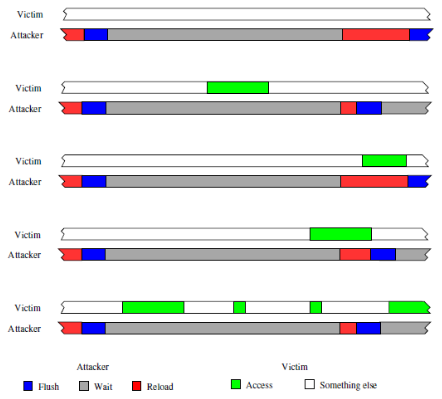 Victim
Attacker
Victim
Attacker
Victim
Attacker
Victim
Attacker
Victim
Attacker
Attacker Victim
Flush Wait Reload Access Something else